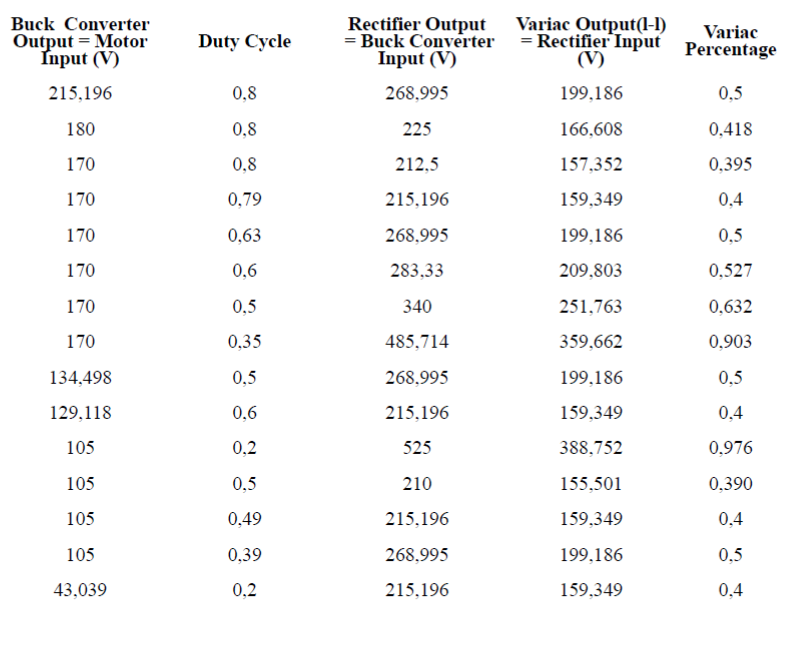 Buck Converter Output = Motor Input (V) Duty Cycle Rectifier Output = Buck Converter Input (V) Variac Output(l-l) = Rectifier Input (V) Variac Percentage
215,196 0,8 268,995 199,186 0,5
180 0,8 225 166,608 0,418
170 0,8 212,5 157,352 0,395
170 0,79 215,196 159,349 0,4
170 0,63 268,995 199,186 0,5
170 0,6 283,33 209,803 0,527
170 0,5 340 251,763 0,632
170 0,35 485,714 359,662 0,903
134,498 0,5 268,995 199,186 0,5
129,118 0,6 215,196 159,349 0,4
105 0,2 525 388,752 0,976
105 0,5 210 155,501 0,390
105 0,49 215,196 159,349 0,4
105 0,39 268,995 199,186 0,5
43,039 0,2 215,196 159,349 0,4